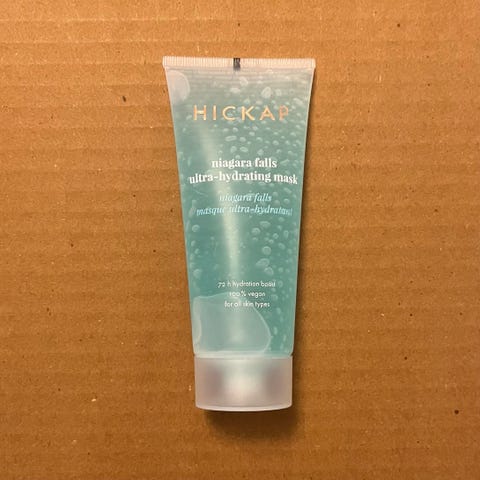 HICKAP
niagara falls
ultra-hydrating mask
niagara falls
masque ultra-hydratant
72 h hydration boost
100% vegan
for all skin types